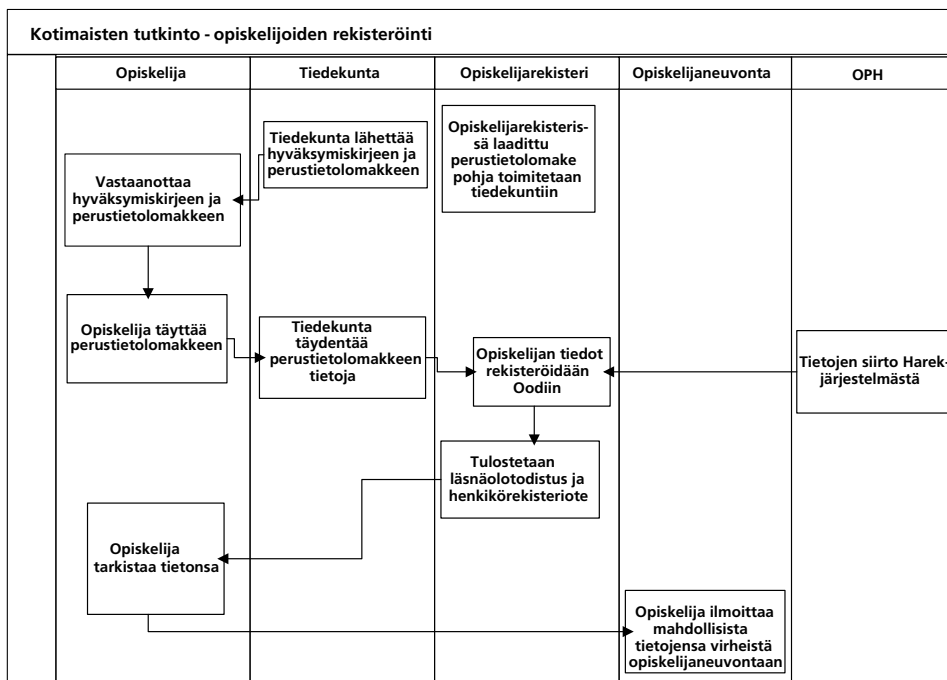 Kotimaisten tutkinto - opiskelijoiden rekisteröinti
Opiskelija
Tiedekunta
Opiskelijarekisteri
Opiskelijaneuvonta
OPH
Tiedekunta lähettää
hyväksymiskirjeen ja
perustietolomakkeen
Opiskelijarekisteris-
sä laadittu
perustietolomake
pohja toimitetaan
tiedekuntiin
Vastaanottaa
hyväksymiskirjeen ja
perustietolomakkeen
Opiskelija täyttää
perustietolomakkeen
Tiedekunta
täydentää
perustietolomakkeen
tietoja
Opiskelijan tiedot
rekisteröidään
Oodiin
Tietojen siirto Harek-
järjestelmästä
Tulostetaan
läsnäolotodistus ja
henkikörekisteriote
Opiskelija
tarkistaa tietonsa
Opiskelija ilmoittaa
mahdollisista
tietojensa virheistä
opiskelijaneuvontaan